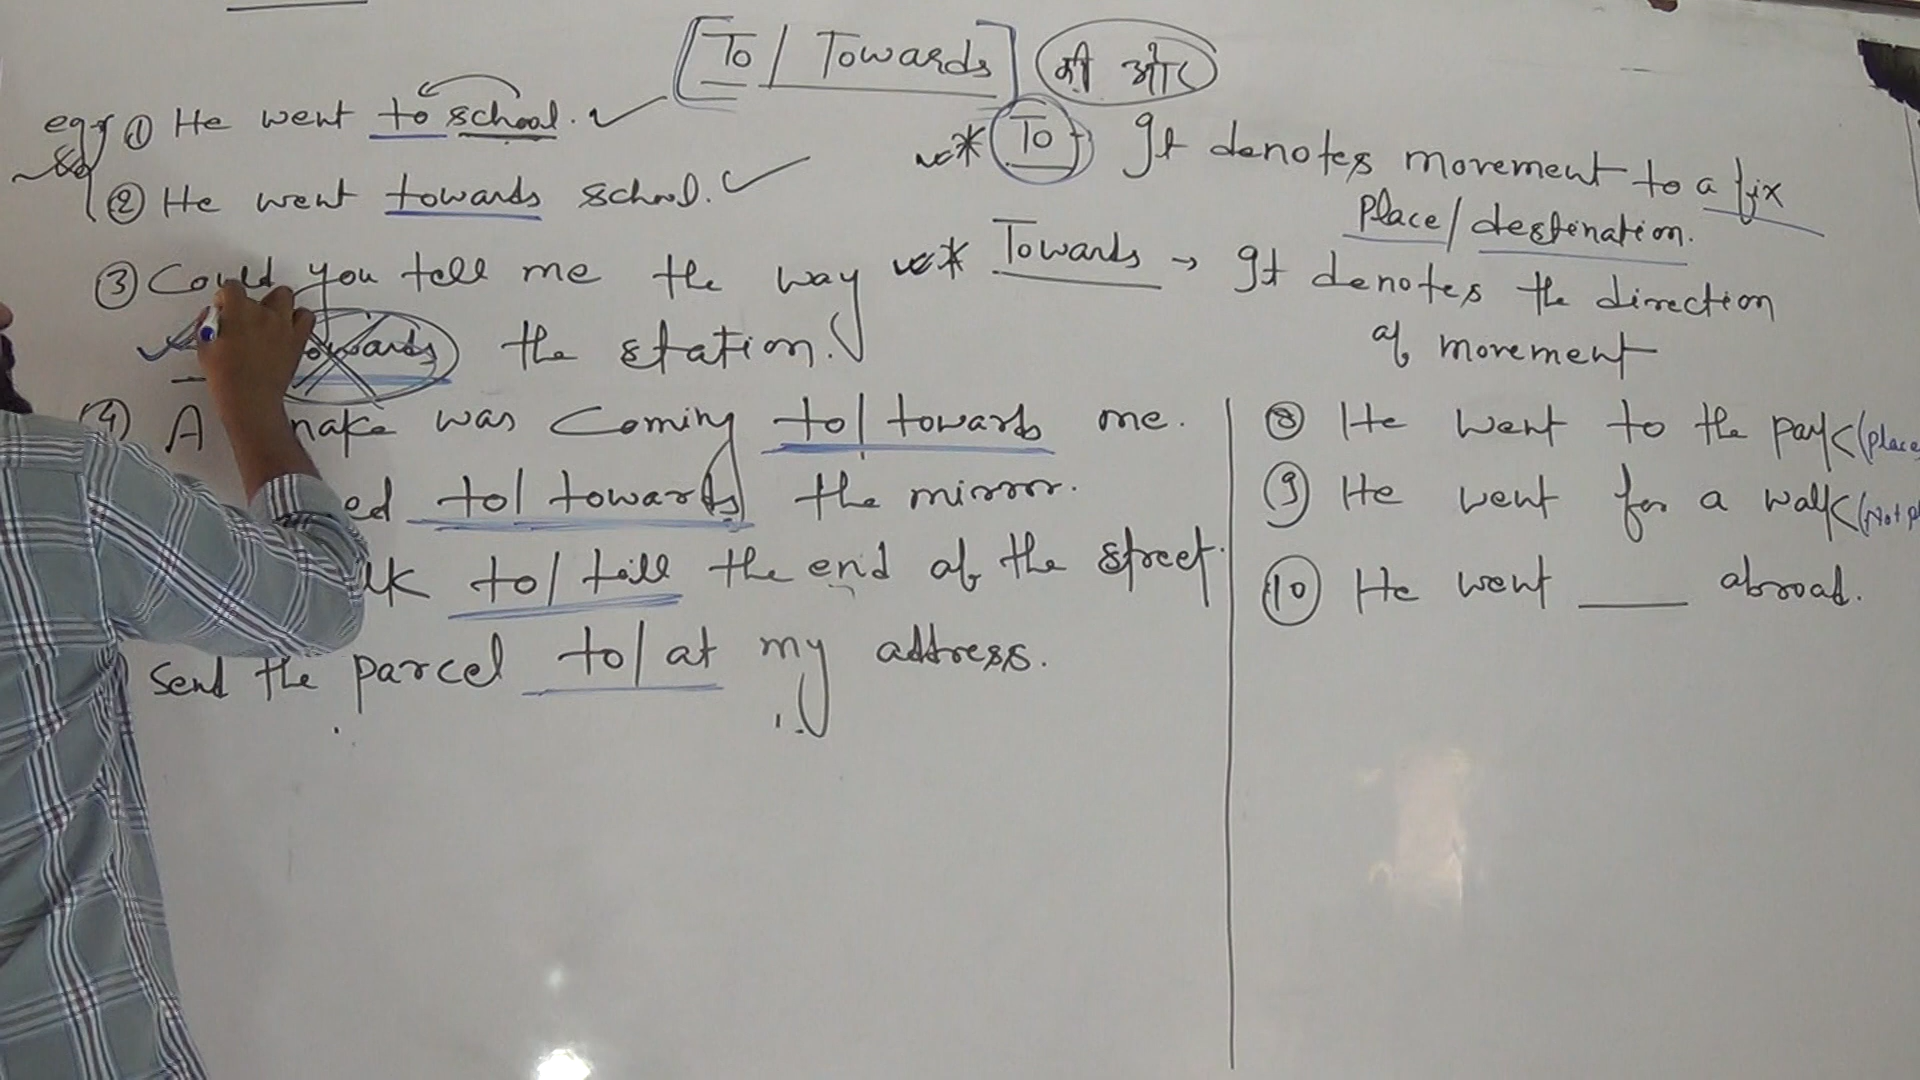 [To / Towards] की ओर
eg:
① He went to school.
② He went towards school.
③ Could you tell me the way
towards the station.
④ A snake was coming to/towards me.
ed to/towards the mirror.
lk to/till the end of the street.
send the parcel to/at my address.
* To It denotes movement to a fix
place/destination.
* Towards → It denotes the direction
of movement
⑧ He went to the park (place
⑨ He went for a walk (Not pl
⑩ He went ____ abroad.